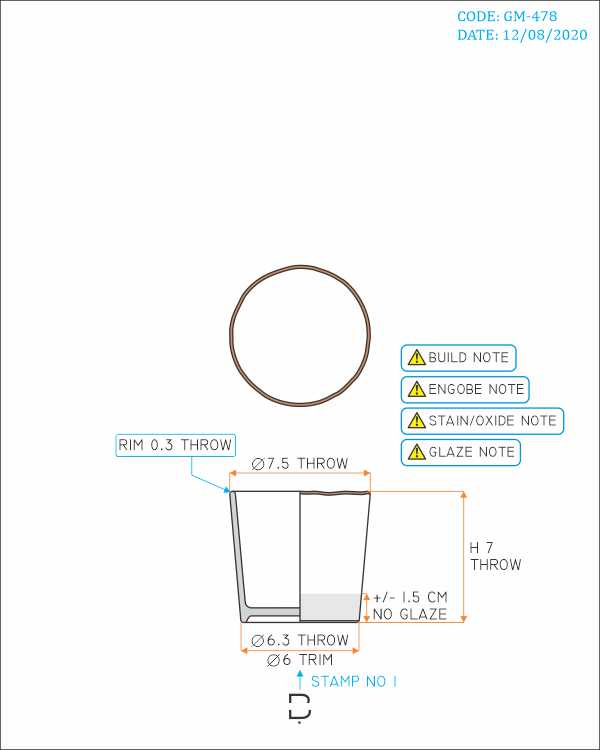 CODE: GM-478
DATE: 12/08/2020
BUILD NOTE
ENGOBE NOTE
STAIN/OXIDE NOTE
GLAZE NOTE
RIM 0.3 THROW
Ø7.5 THROW
H 7
THROW
+/- 1.5 CM
NO GLAZE
Ø6.3 THROW
Ø6 TRIM
STAMP NO 1